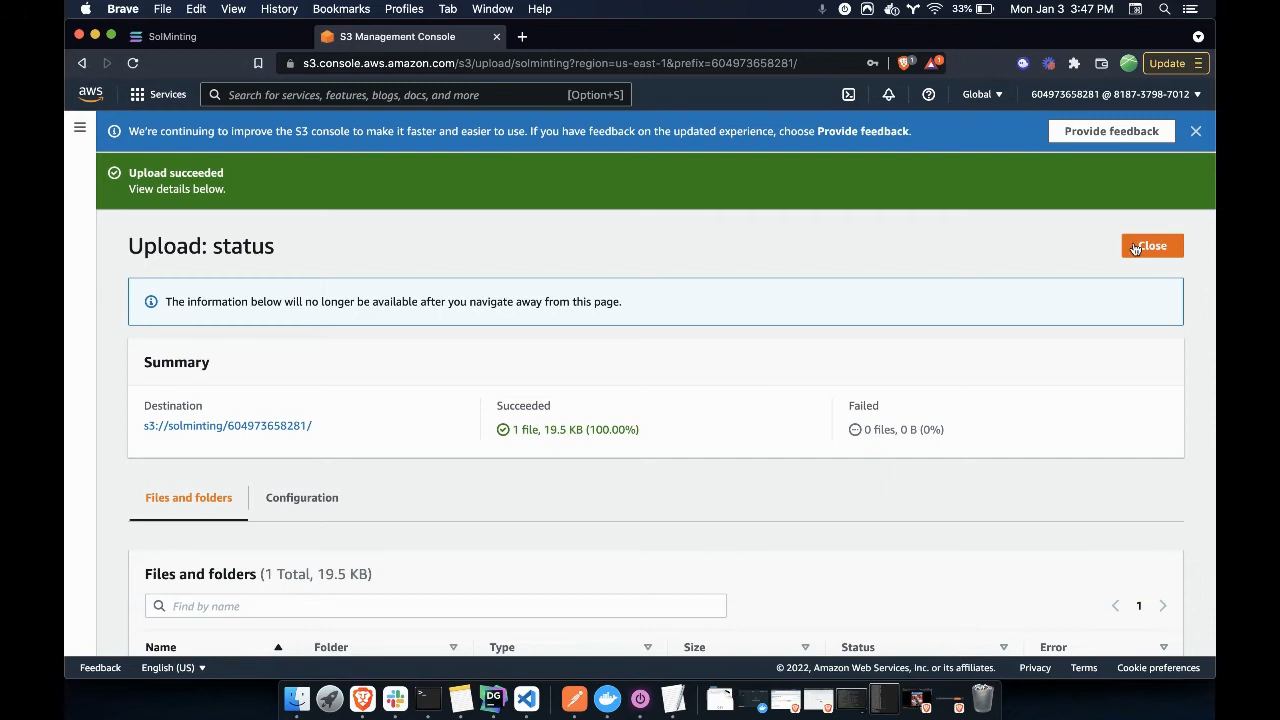 Brave File Edit View History Bookmarks Profiles Tab Window Help 33% Mon Jan 3 3:47 PM
SolMinting S3 Management Console
s3.console.aws.amazon.com/s3/upload/solminting?region=us-east-1&prefix=604973658281/ Update
aws Services Search for services, features, blogs, docs, and more [Option+S] Global 604973658281 @ 8187-3798-7012
We're continuing to improve the S3 console to make it faster and easier to use. If you have feedback on the updated experience, choose Provide feedback. Provide feedback
Upload succeeded
View details below.
Upload: status Close
The information below will no longer be available after you navigate away from this page.
Summary
Destination Succeeded Failed
s3://solminting/604973658281/ 1 file, 19.5 KB (100.00%) 0 files, 0 B (0%)
Files and folders Configuration
Files and folders (1 Total, 19.5 KB)
Find by name 1
Name Folder Type Size Status Error
Feedback English (US) © 2022, Amazon Web Services, Inc. or its affiliates. Privacy Terms Cookie preferences